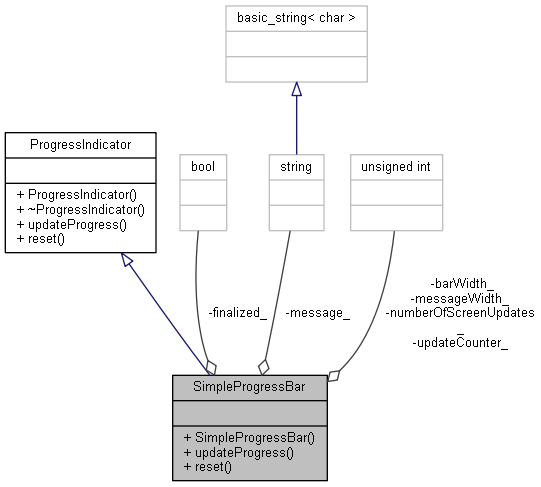 basic_string< char >
ProgressIndicator
+ ProgressIndicator()
+ ~ProgressIndicator()
+ updateProgress()
+ reset()
bool
string
unsigned int
-finalized_
-message_
-barWidth_
-messageWidth_
-numberOfScreenUpdates
_
-updateCounter_
SimpleProgressBar
+ SimpleProgressBar()
+ updateProgress()
+ reset()